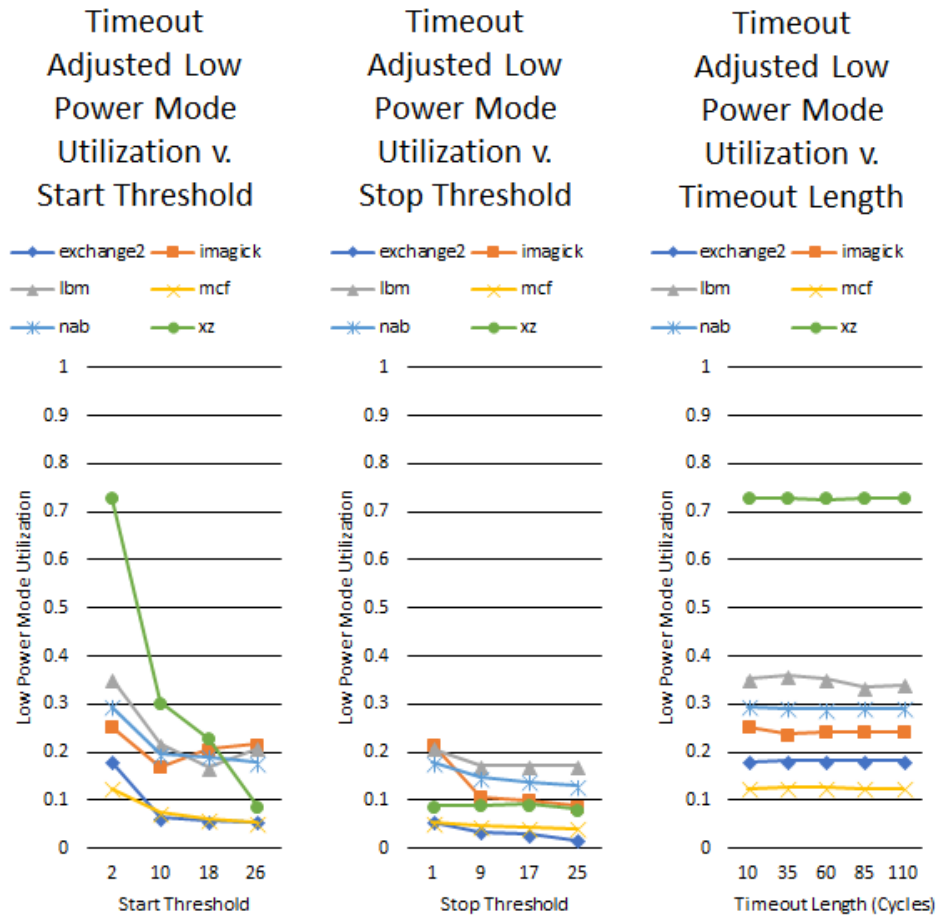 Timeout
Adjusted Low
Power Mode
Utilization v.
Start Threshold
exchange2 imagick
lbm mcf
nab xz
1
0.9
0.8
0.7
0.6
0.5
0.4
0.3
0.2
0.1
0
Low Power Mode Utilization
2 10 18 26
Start Threshold
Timeout
Adjusted Low
Power Mode
Utilization v.
Stop Threshold
exchange2 imagick
lbm mcf
nab xz
1
0.9
0.8
0.7
0.6
0.5
0.4
0.3
0.2
0.1
0
Low Power Mode Utilization
1 9 17 25
Stop Threshold
Timeout
Adjusted Low
Power Mode
Utilization v.
Timeout Length
exchange2 imagick
lbm mcf
nab xz
1
0.9
0.8
0.7
0.6
0.5
0.4
0.3
0.2
0.1
0
Low Power Mode Utilization
10 35 60 85 110
Timeout Length (Cycles)